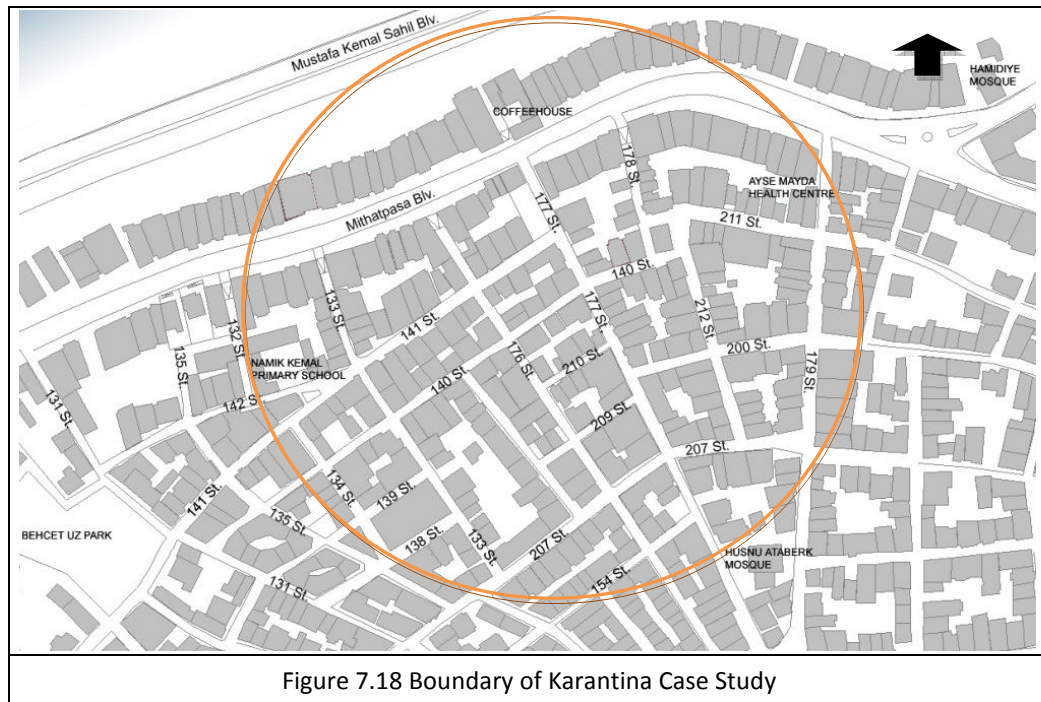 Mustafa Kemal Sahil Blv.
HAMIDIYE
MOSQUE
COFFEEHOUSE
178 St.
AYSE MAYDA
HEALTH CENTRE
Mithatpasa Blv.
177 St.
211 St.
140 St.
133 St.
132 St.
135 St.
141 St.
177 St.
212 St.
NAMIK KEMAL
PRIMARY SCHOOL
176 St.
210 St.
200 St.
179 St.
140 St.
131 St.
142 S
209 St.
207 St.
141 St.
134 St.
139 St.
135 St.
BEHCET UZ PARK
138 St.
133 St.
207 St.
HUSNU ATABERK
MOSQUE
131 St.
154 St.
Figure 7.18 Boundary of Karantina Case Study